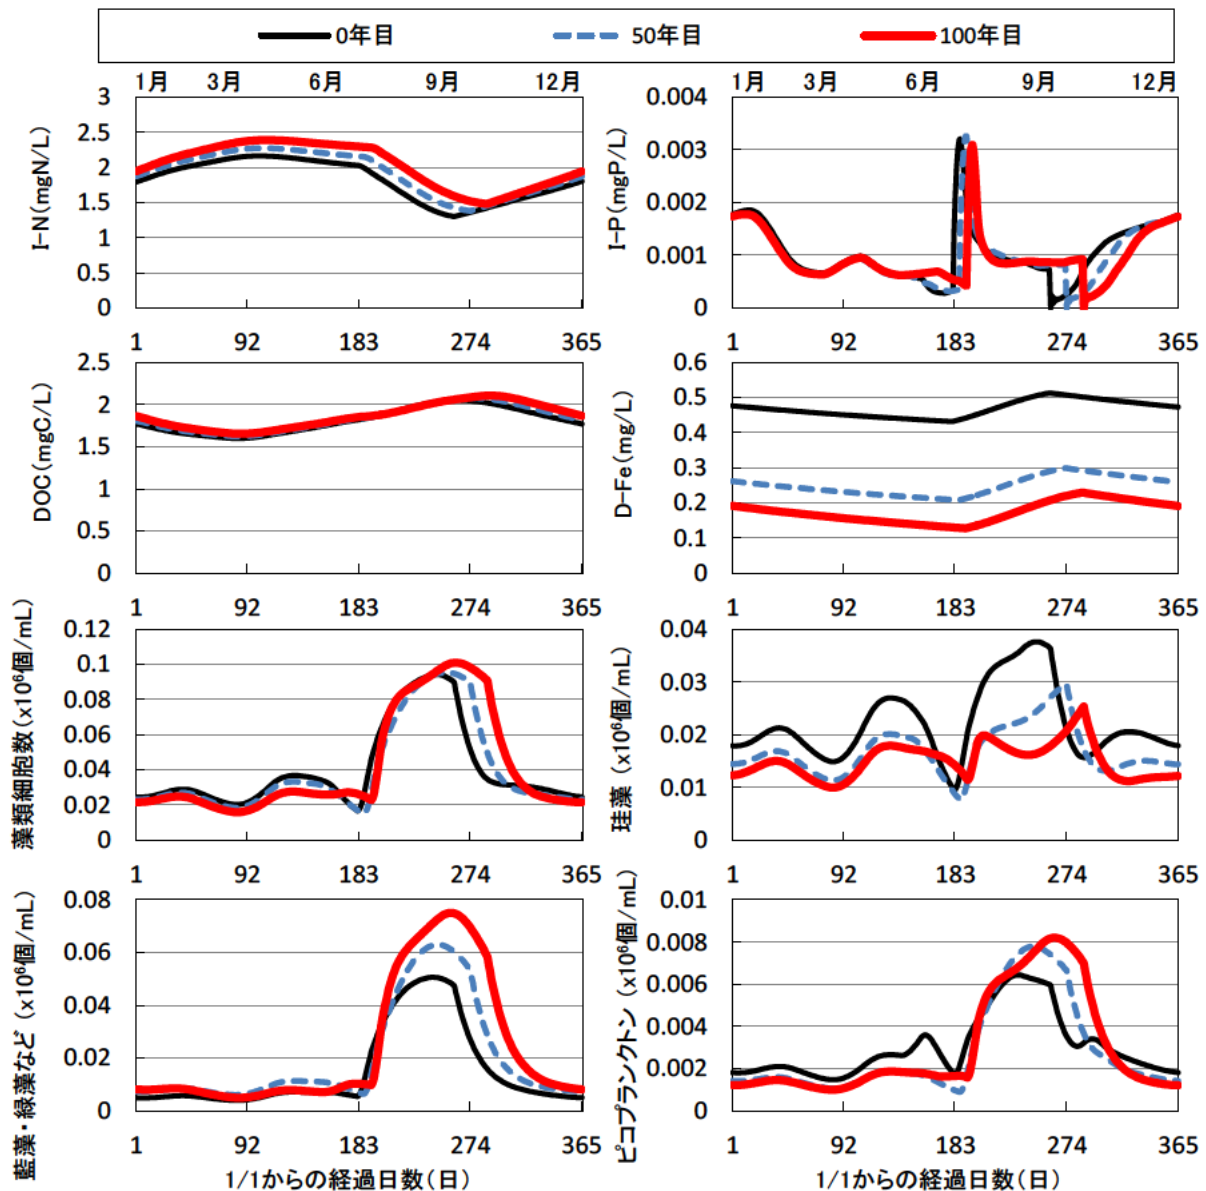 0年目 50年目 100年目
1月 3月 6月 9月 12月
I-N(mgN/L)
3
2.5
2
1.5
1
0.5
0
1 92 183 274 365
1月 3月 6月 9月 12月
I-P(mgP/L)
0.004
0.003
0.002
0.001
0
1 92 183 274 365
DOC(mgC/L)
2.5
2
1.5
1
0.5
0
1 92 183 274 365
D-Fe(mg/L)
0.6
0.5
0.4
0.3
0.2
0.1
0
1 92 183 274 365
藻類細胞数(x10⁶個/mL)
0.12
0.1
0.08
0.06
0.04
0.02
0
1 92 183 274 365
珪藻 (x10⁶個/mL)
0.04
0.03
0.02
0.01
0
1 92 183 274 365
藍藻・緑藻など (x10⁶個/mL)
0.08
0.06
0.04
0.02
0
1 92 183 274 365
1/1からの経過日数(日)
ピコプランクトン (x10⁶個/mL)
0.01
0.008
0.006
0.004
0.002
0
1 92 183 274 365
1/1からの経過日数(日)